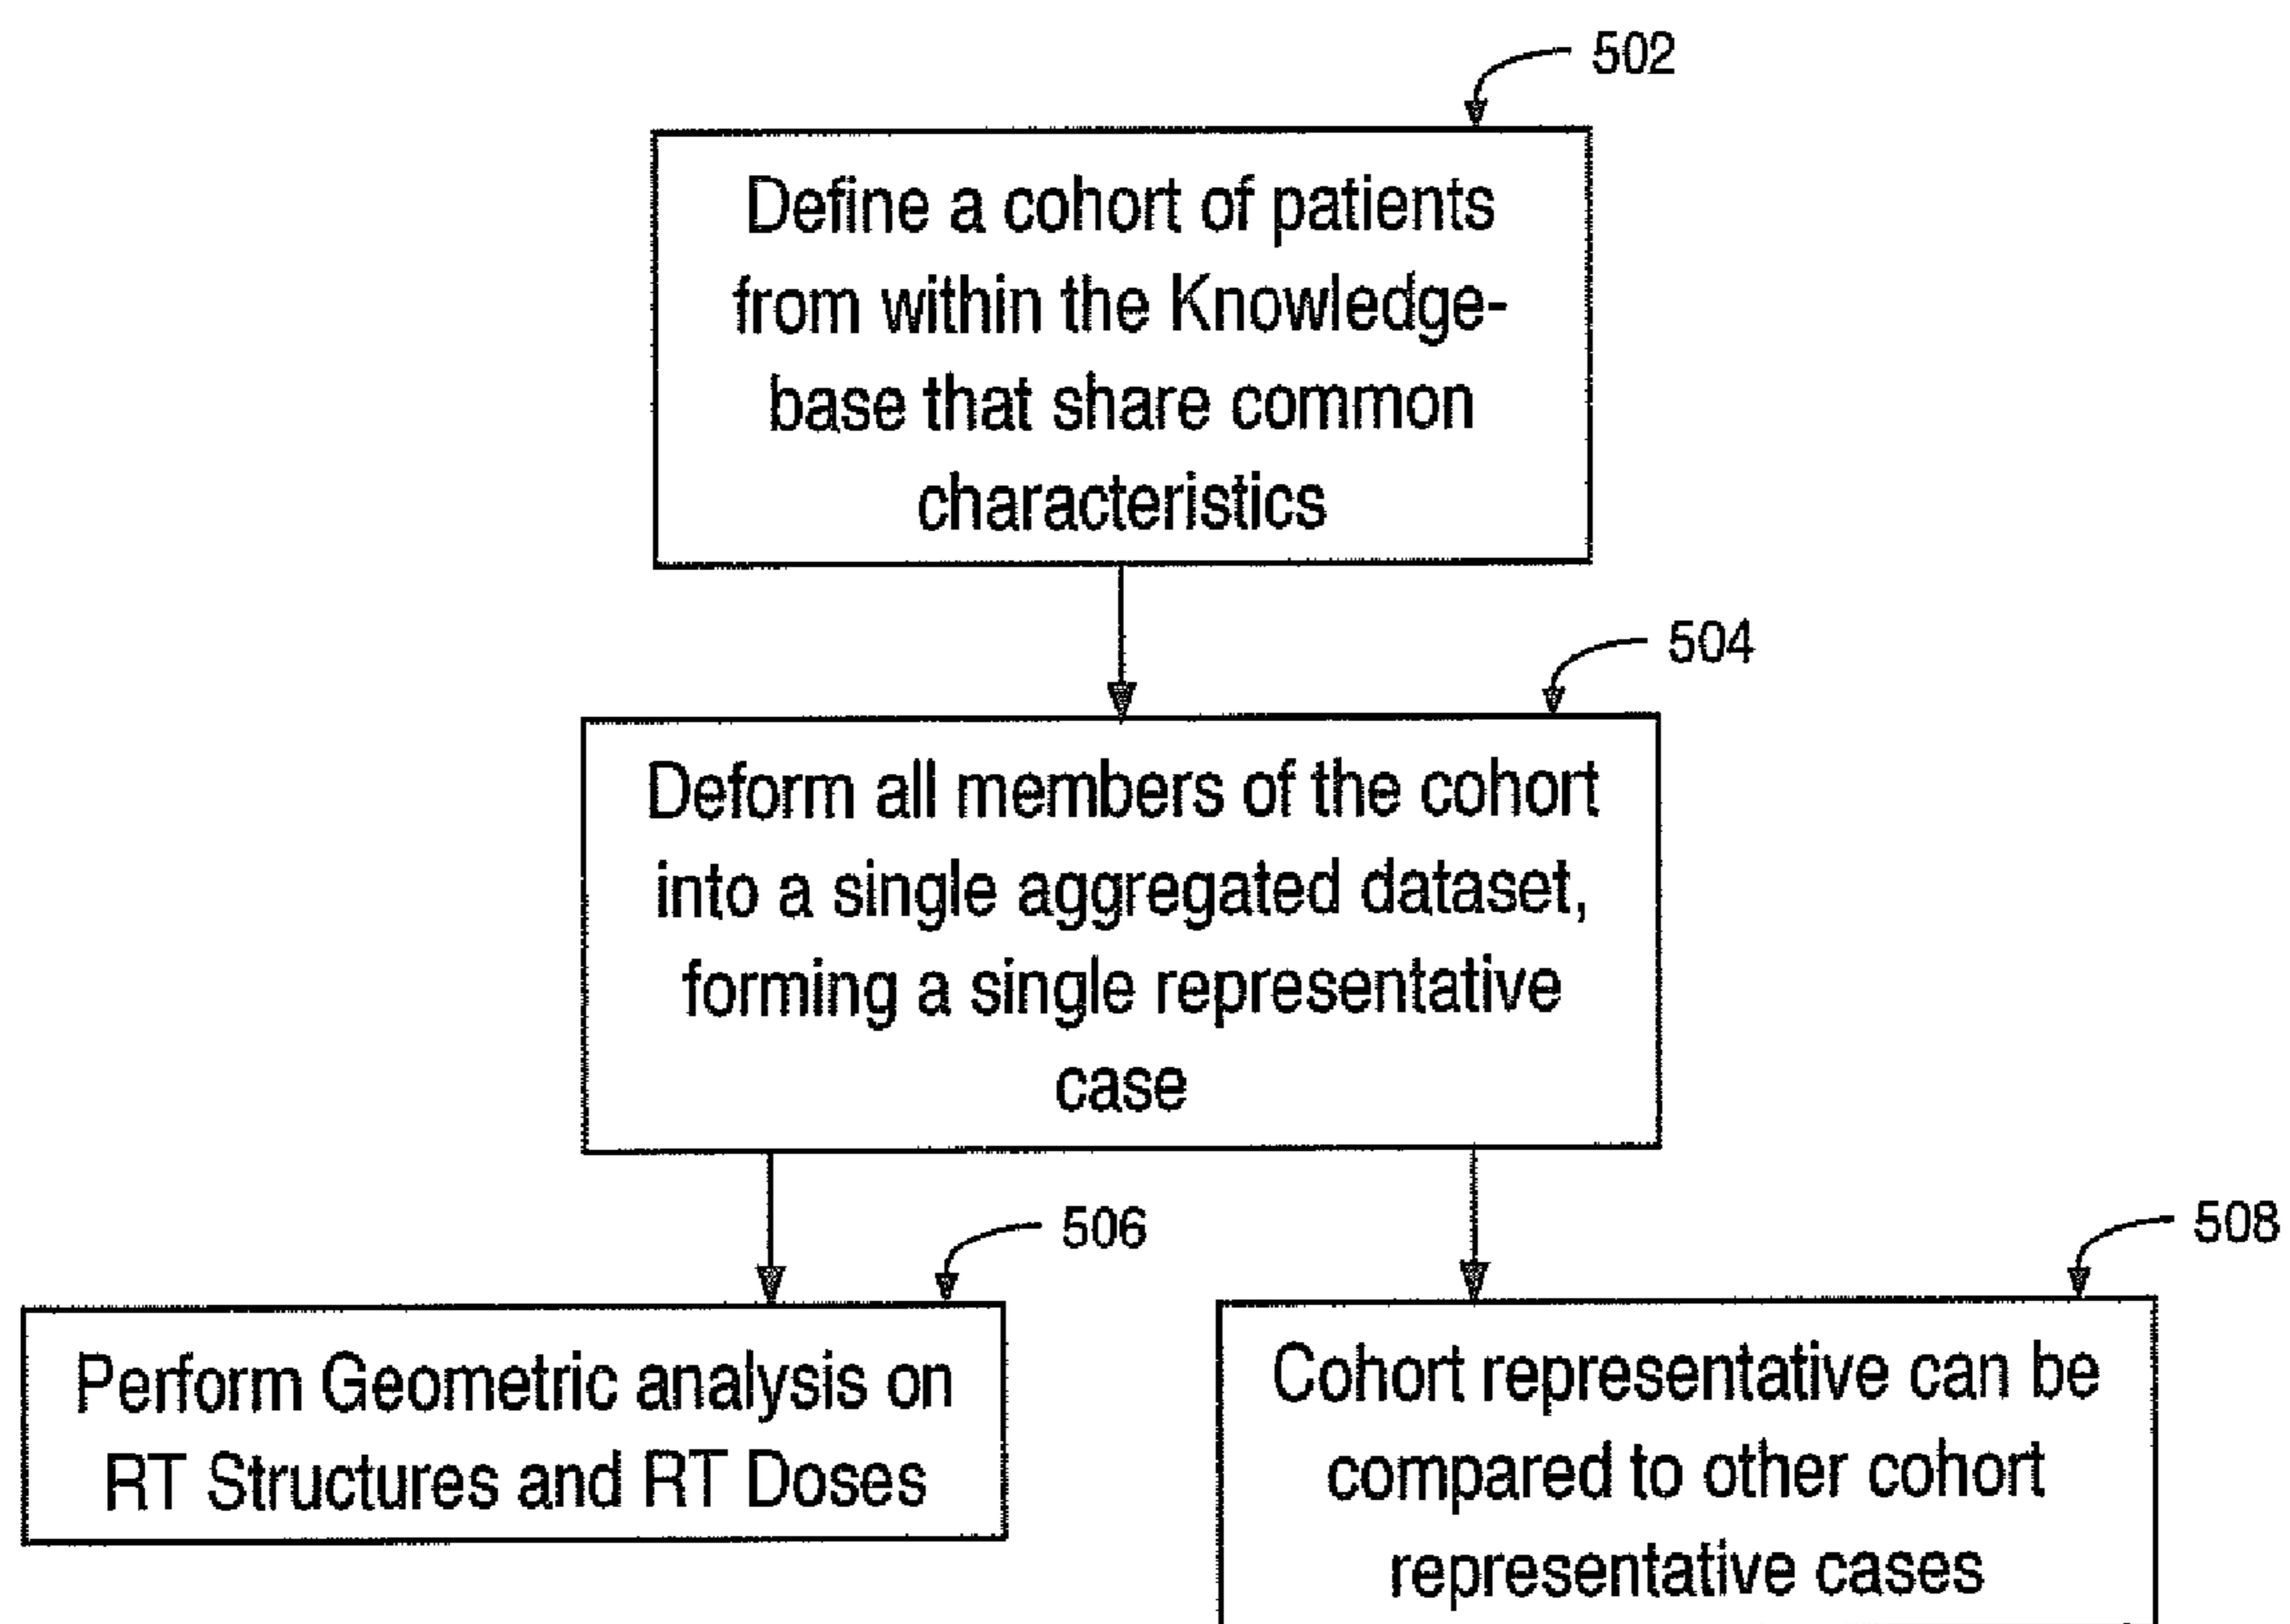 502
Define a cohort of patients
from within the Knowledge-
base that share common
characteristics
504
Deform all members of the cohort
into a single aggregated dataset,
forming a single representative
case
506
Perform Geometric analysis on
RT Structures and RT Doses
508
Cohort representative can be
compared to other cohort
representative cases